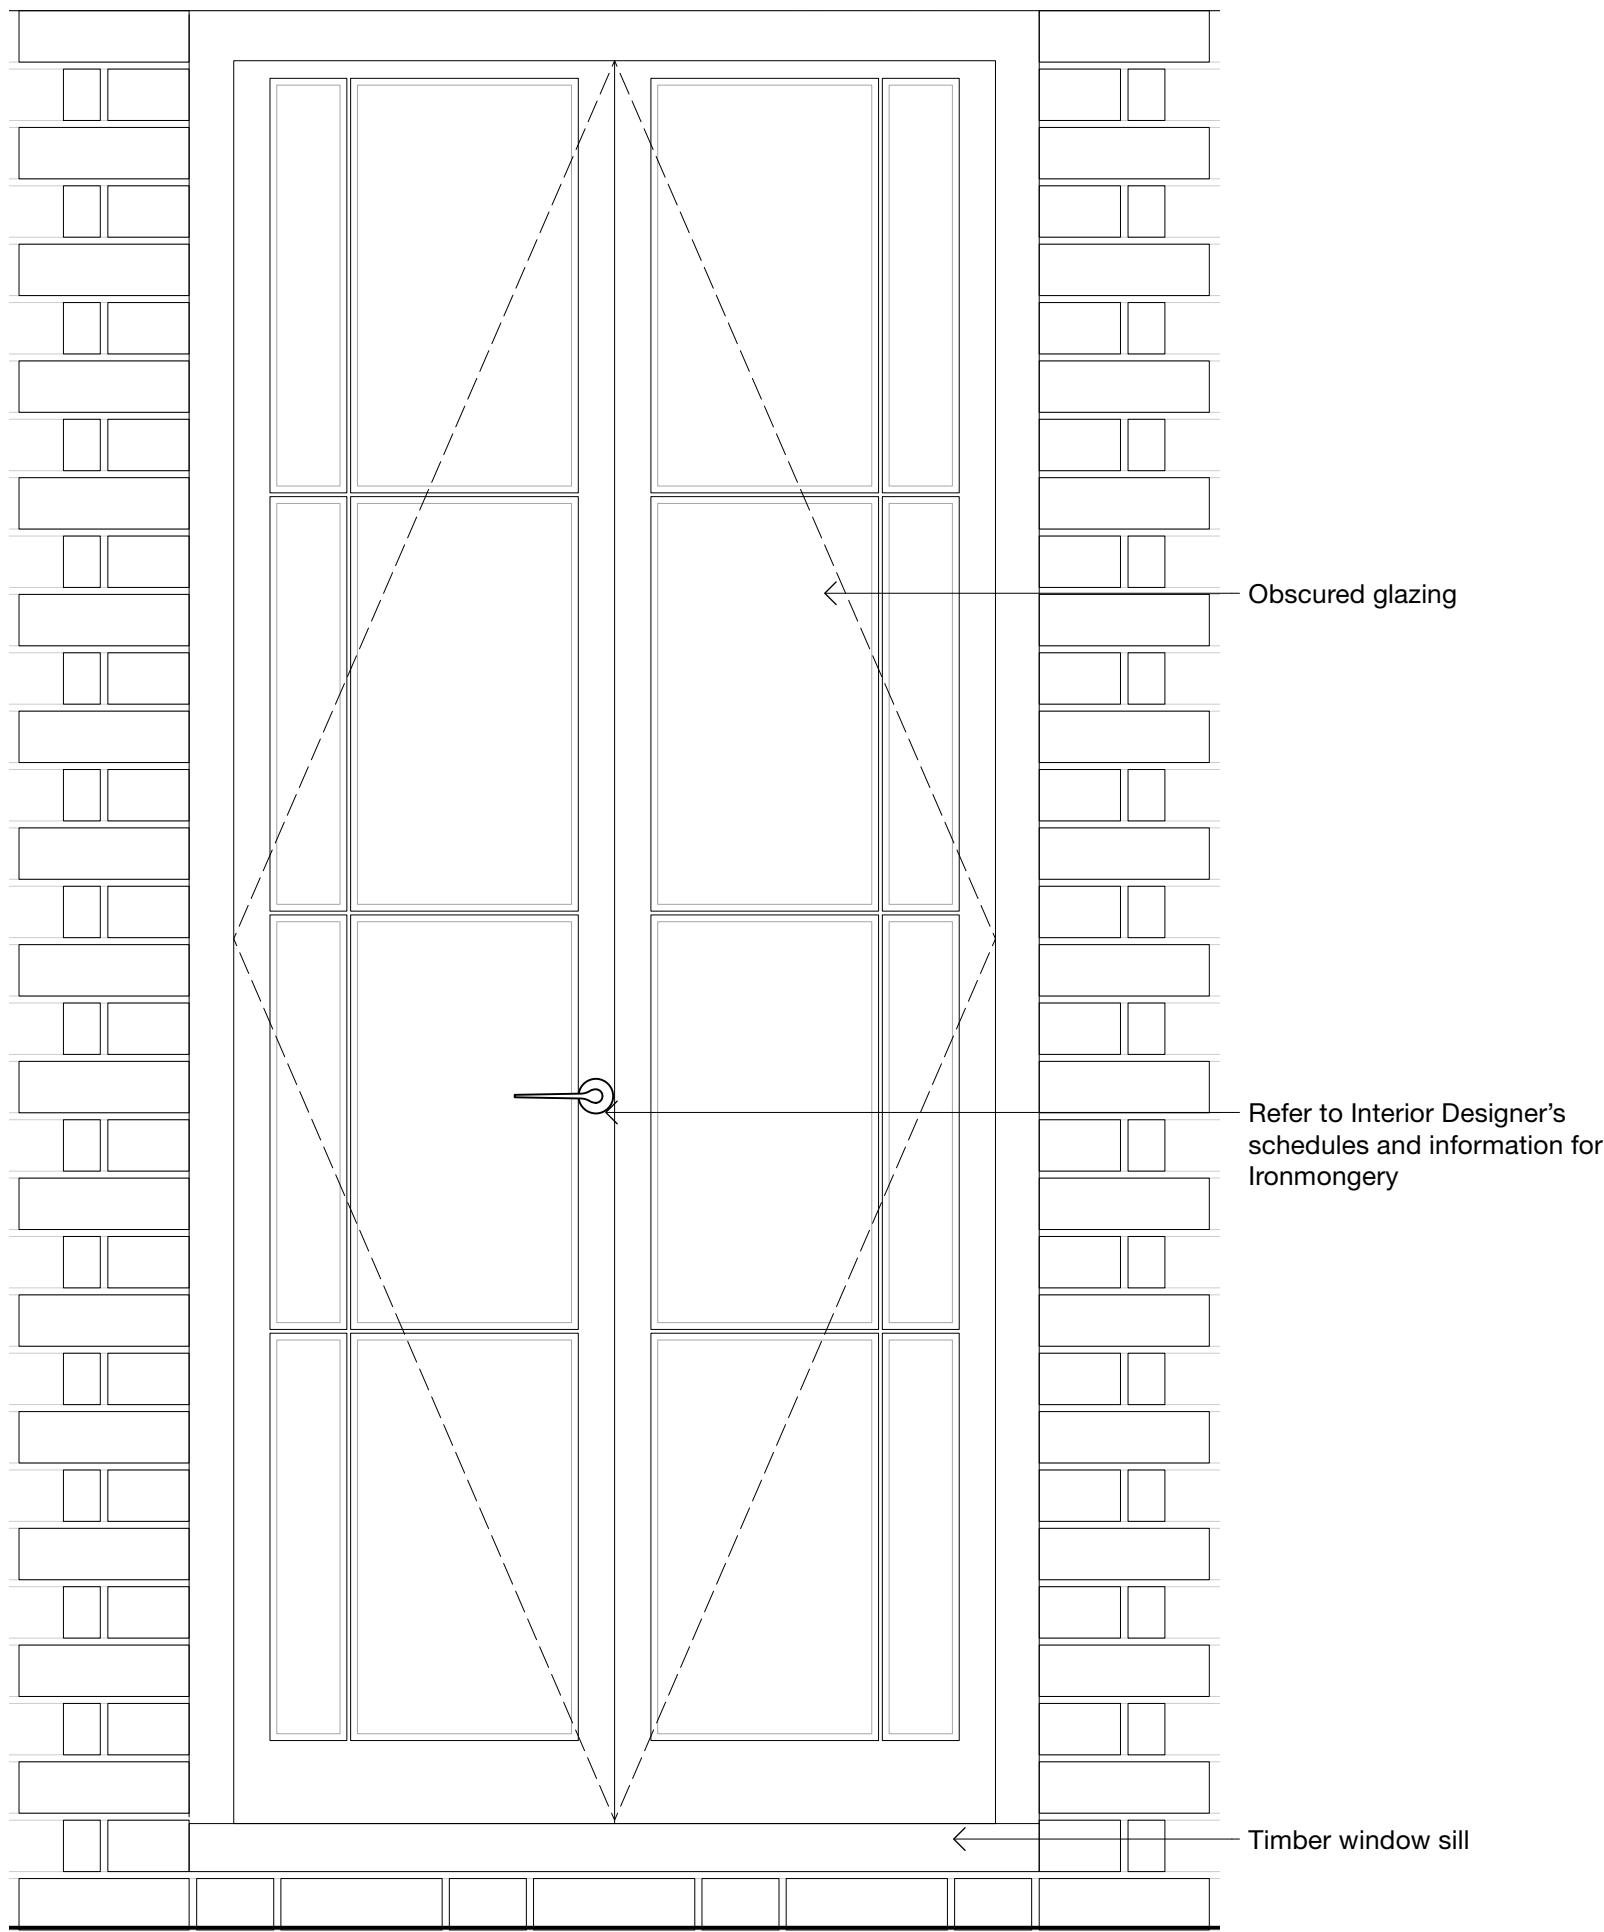 Obscured glazing
Refer to Interior Designer’s
schedules and information for
Ironmongery
Timber window sill